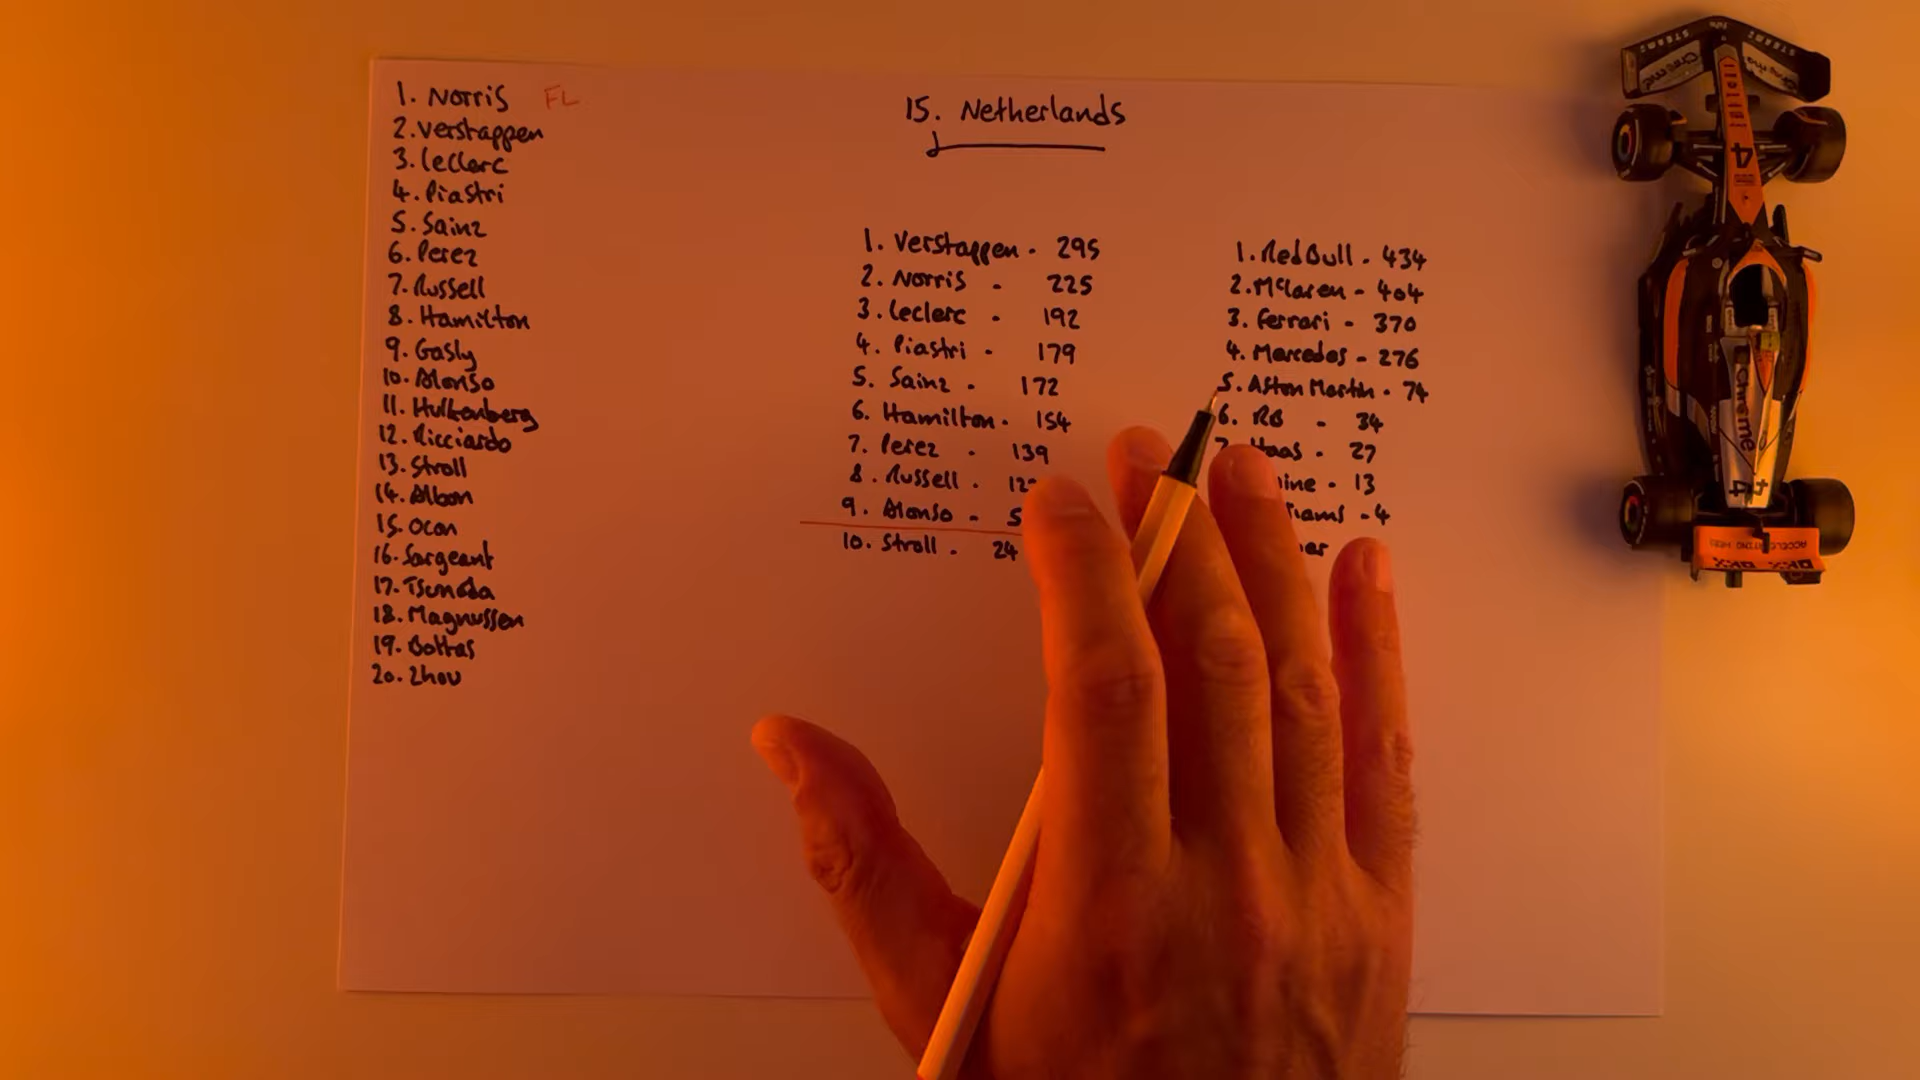 1. Norris FL
2. Verstappen
3. Leclerc
4. Piastri
5. Sainz
6. Perez
7. Russell
8. Hamilton
9. Gasly
10. Alonso
11. Hulkenberg
12. Ricciardo
13. Stroll
14. Albon
15. Ocon
16. Sargeant
17. Tsunoda
18. Magnussen
19. Bottas
20. Zhou
15. Netherlands
1. Verstappen - 295
2. Norris - 225
3. Leclerc - 192
4. Piastri - 179
5. Sainz - 172
6. Hamilton - 154
7. Perez - 139
8. Russell -
9. Alonso -
10. Stroll - 24
1. Red Bull - 434
2. McLaren - 404
3. Ferrari - 370
4. Mercedes - 276
5. Aston Martin - 74
6. RB - 34
Haas - 27
- 13
- 4
4
chrome
4
OKX